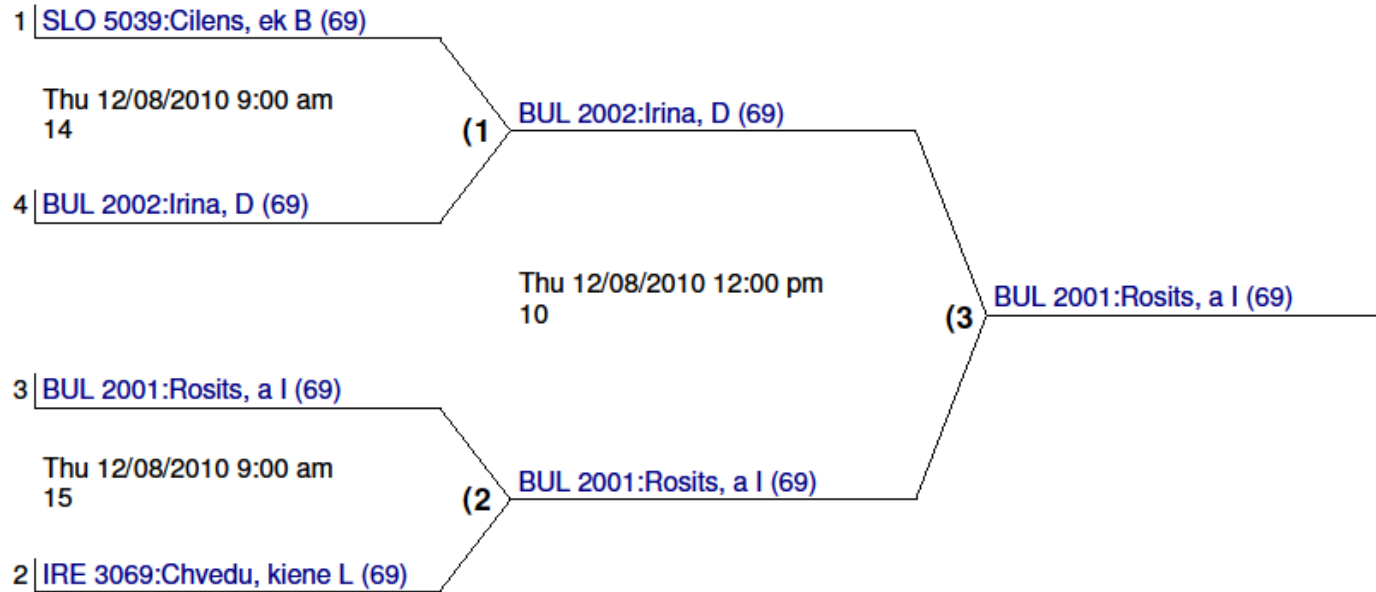 1 SLO 5039:Cilens, ek B (69)
Thu 12/08/2010 9:00 am
14
(1
BUL 2002:Irina, D (69)
4 BUL 2002:Irina, D (69)
Thu 12/08/2010 12:00 pm
10
(3
BUL 2001:Rosits, a I (69)
3 BUL 2001:Rosits, a I (69)
Thu 12/08/2010 9:00 am
15
(2
BUL 2001:Rosits, a I (69)
2 IRE 3069:Chvedu, kiene L (69)